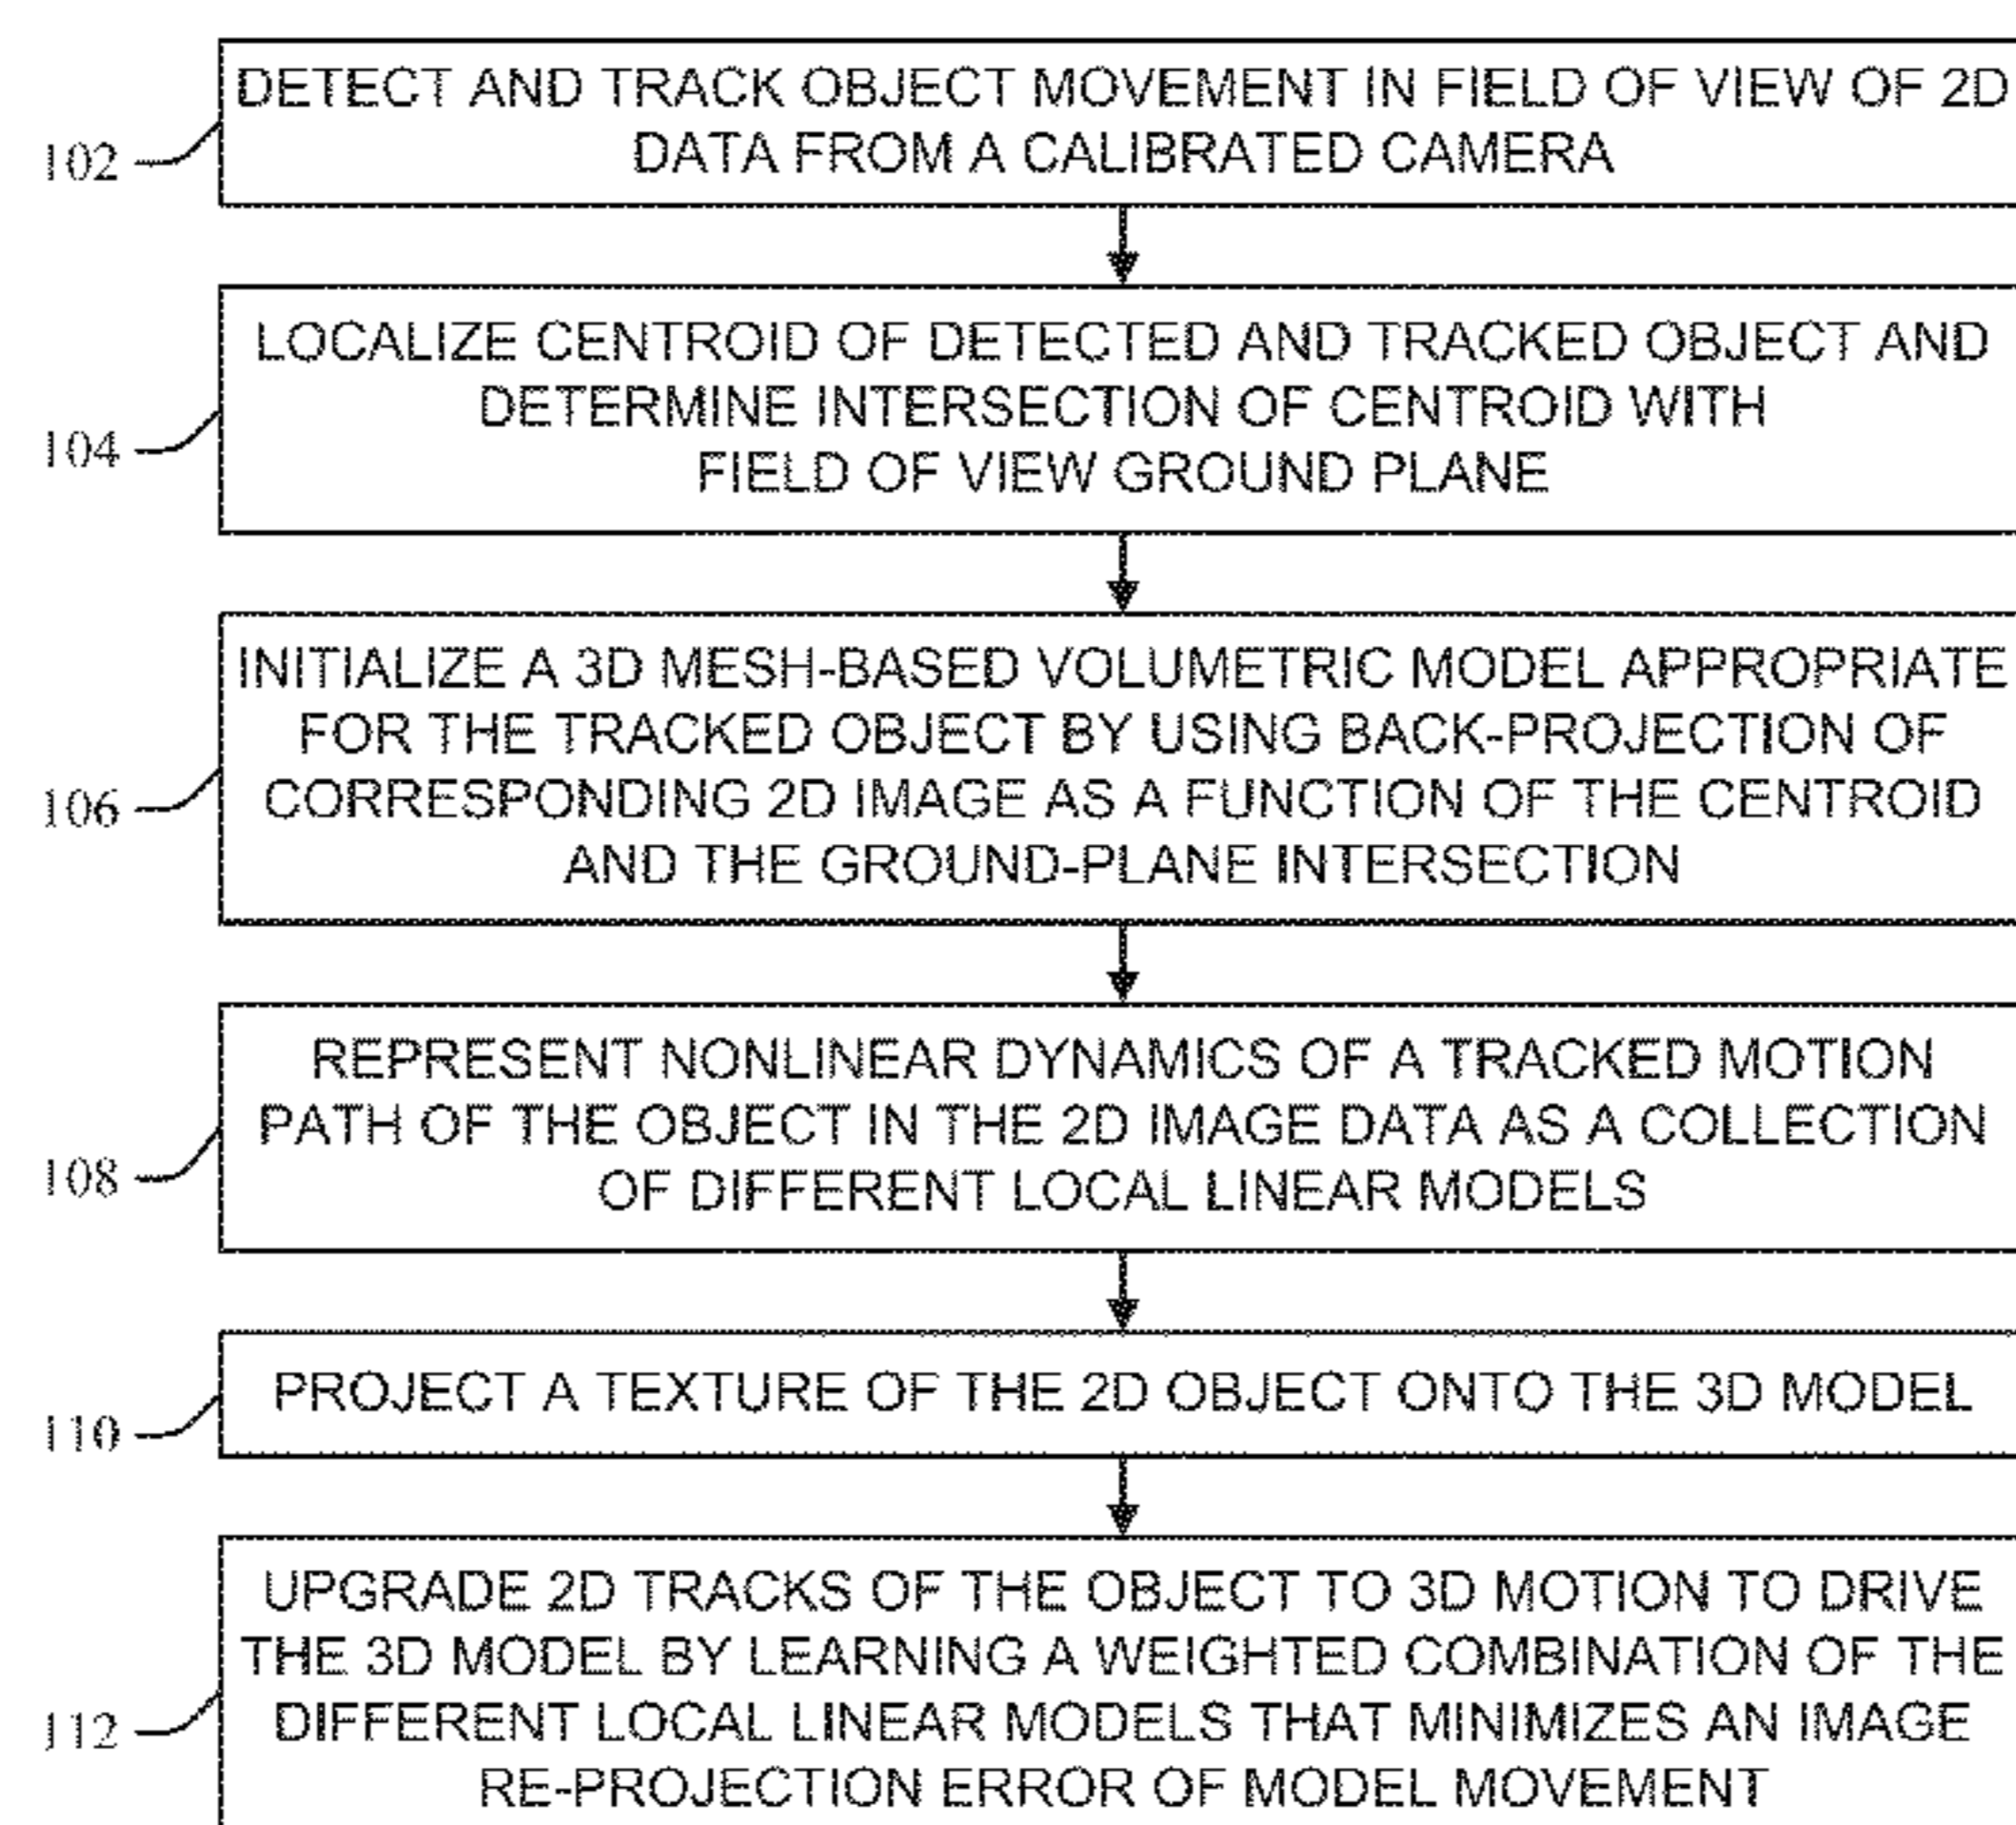 DETECT AND TRACK OBJECT MOVEMENT IN FIELD OF VIEW OF 2D
DATA FROM A CALIBRATED CAMERA
102
LOCALIZE CENTROID OF DETECTED AND TRACKED OBJECT AND
DETERMINE INTERSECTION OF CENTROID WITH
FIELD OF VIEW GROUND PLANE
104
INITIALIZE A 3D MESH-BASED VOLUMETRIC MODEL APPROPRIATE
FOR THE TRACKED OBJECT BY USING BACK-PROJECTION OF
CORRESPONDING 2D IMAGE AS A FUNCTION OF THE CENTROID
AND THE GROUND-PLANE INTERSECTION
106
REPRESENT NONLINEAR DYNAMICS OF A TRACKED MOTION
PATH OF THE OBJECT IN THE 2D IMAGE DATA AS A COLLECTION
OF DIFFERENT LOCAL LINEAR MODELS
108
PROJECT A TEXTURE OF THE 2D OBJECT ONTO THE 3D MODEL
110
UPGRADE 2D TRACKS OF THE OBJECT TO 3D MOTION TO DRIVE
THE 3D MODEL BY LEARNING A WEIGHTED COMBINATION OF THE
DIFFERENT LOCAL LINEAR MODELS THAT MINIMIZES AN IMAGE
RE-PROJECTION ERROR OF MODEL MOVEMENT
112